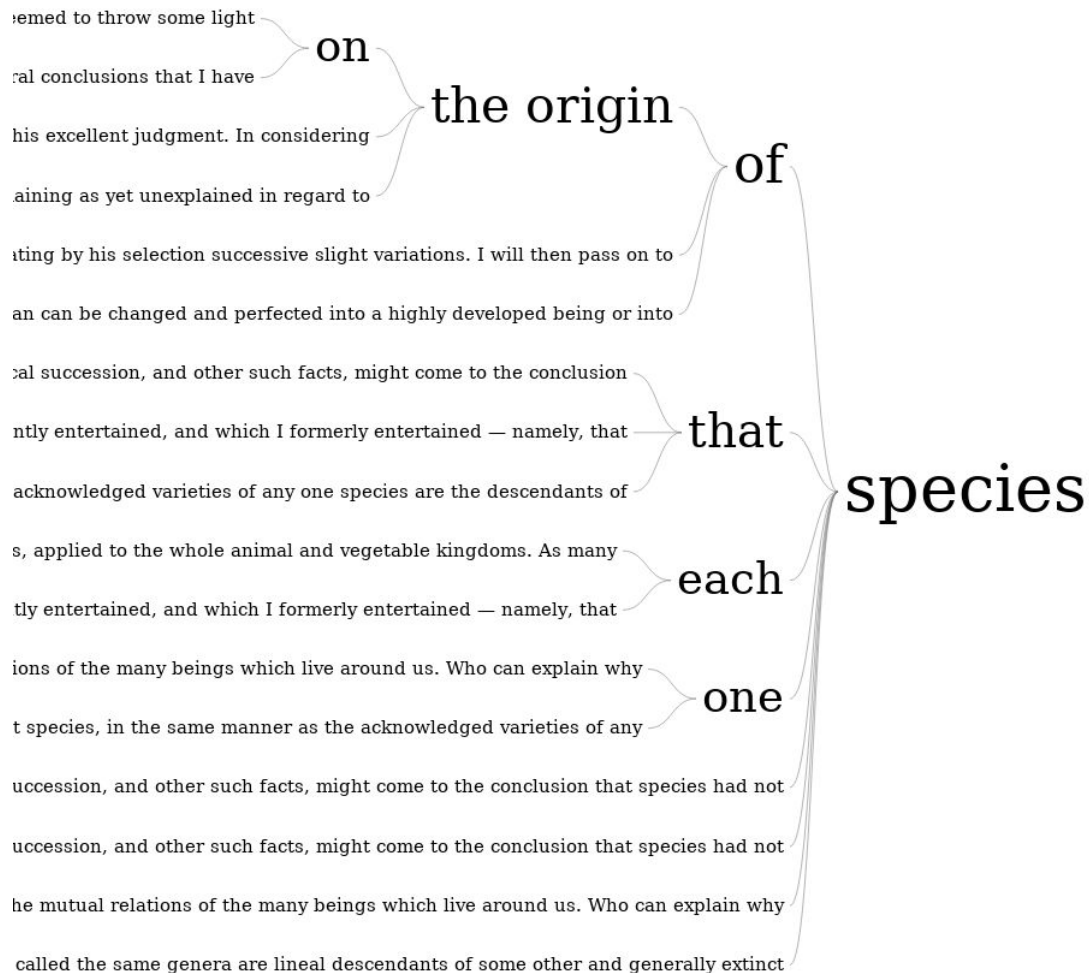 seemed to throw some light
on
ral conclusions that I have
the origin
his excellent judgment. In considering
of
aining as yet unexplained in regard to
ating by his selection successive slight variations. I will then pass on to
an can be changed and perfected into a highly developed being or into
cal succession, and other such facts, might come to the conclusion
ntly entertained, and which I formerly entertained — namely, that
that
acknowledged varieties of any one species are the descendants of
species
s, applied to the whole animal and vegetable kingdoms. As many
each
tly entertained, and which I formerly entertained — namely, that
ions of the many beings which live around us. Who can explain why
one
t species, in the same manner as the acknowledged varieties of any
uccession, and other such facts, might come to the conclusion that species had not
uccession, and other such facts, might come to the conclusion that species had not
he mutual relations of the many beings which live around us. Who can explain why
called the same genera are lineal descendants of some other and generally extinct